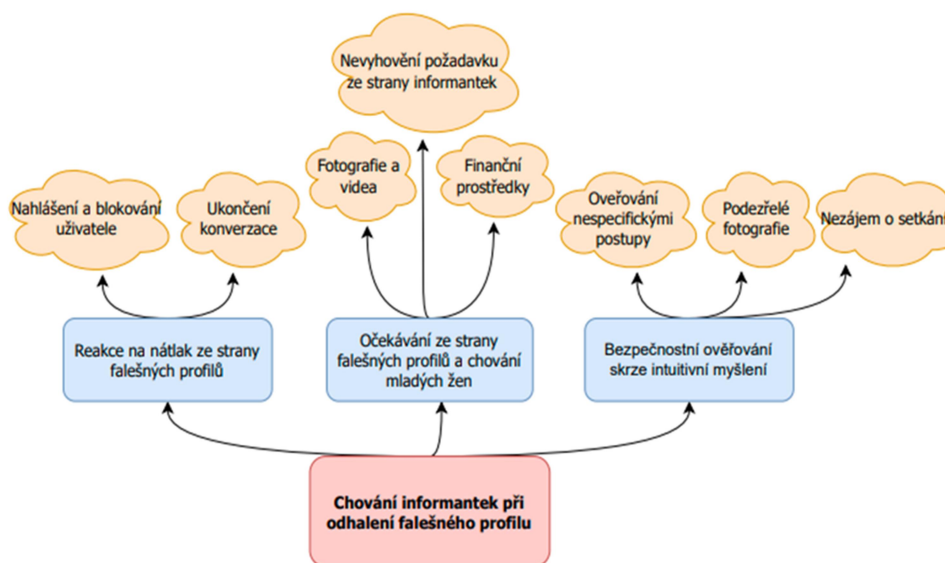 Nevyhovění požadavku
ze strany informantek
Fotografie a
videa
Finanční
prostředky
Nahlášení a blokování
uživatele
Ukončení
konverzace
Oveřování
nespecifickými
postupy
Podezřelé
fotografie
Nezájem o setkání
Reakce na nátlak ze strany
falešných profilů
Očekávání ze strany
falešných profilů a chování
mladých žen
Bezpečnostní ověřování
skrze intuitivní myšlení
Chování informantek při
odhalení falešného profilu